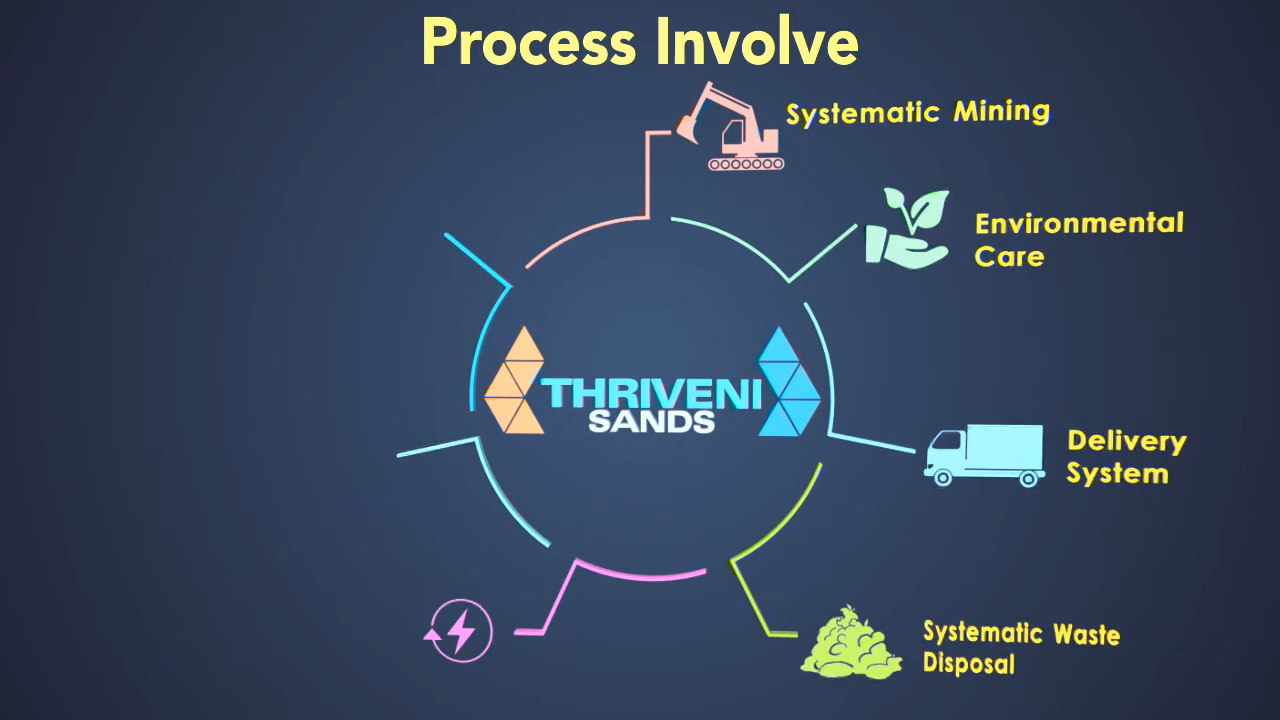 Process Involve
Systematic Mining
Environmental
Care
THRIVENI
SANDS
Delivery
System
Systematic Waste
Disposal